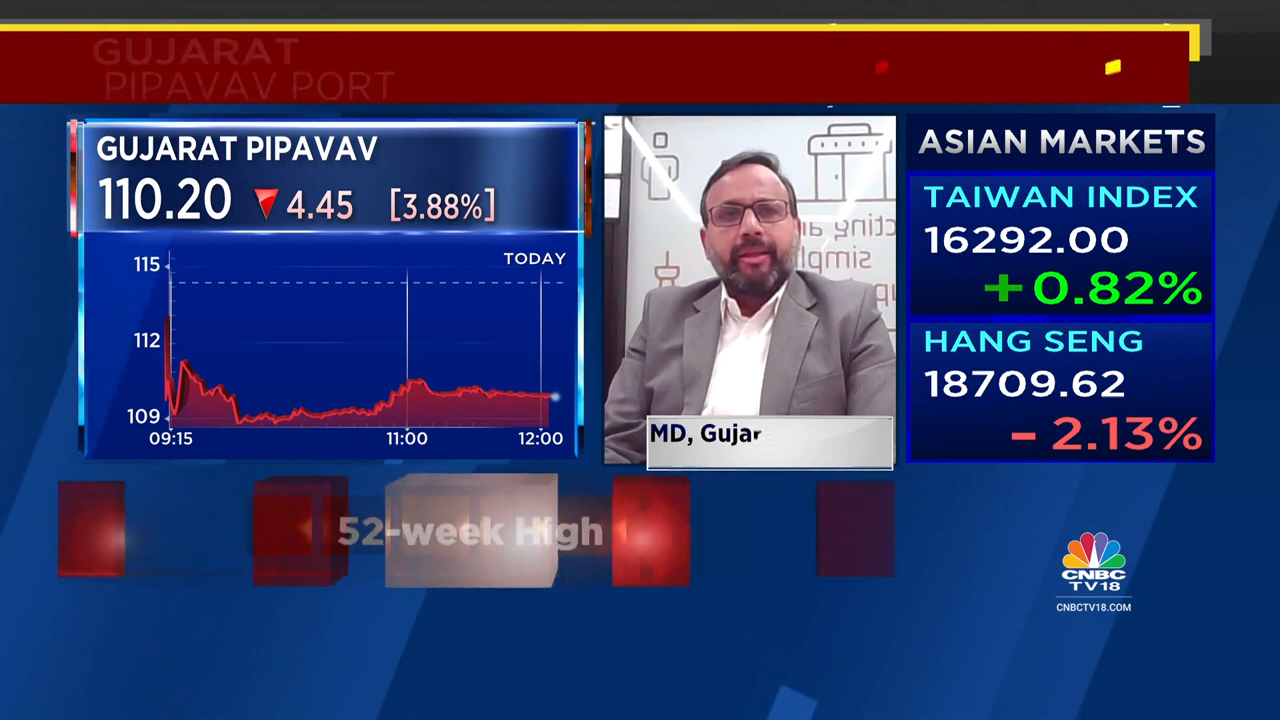 GUJARAT
PIPAVAV PORT
GUJARAT PIPAVAV
110.20 ▼ 4.45 [3.88%]
TODAY
115
112
109
09:15 11:00 12:00
MD, Gujar
ASIAN MARKETS
TAIWAN INDEX
16292.00
+ 0.82%
HANG SENG
18709.62
- 2.13%
52-week High
CNBC
TV18
CNBCTV18.COM